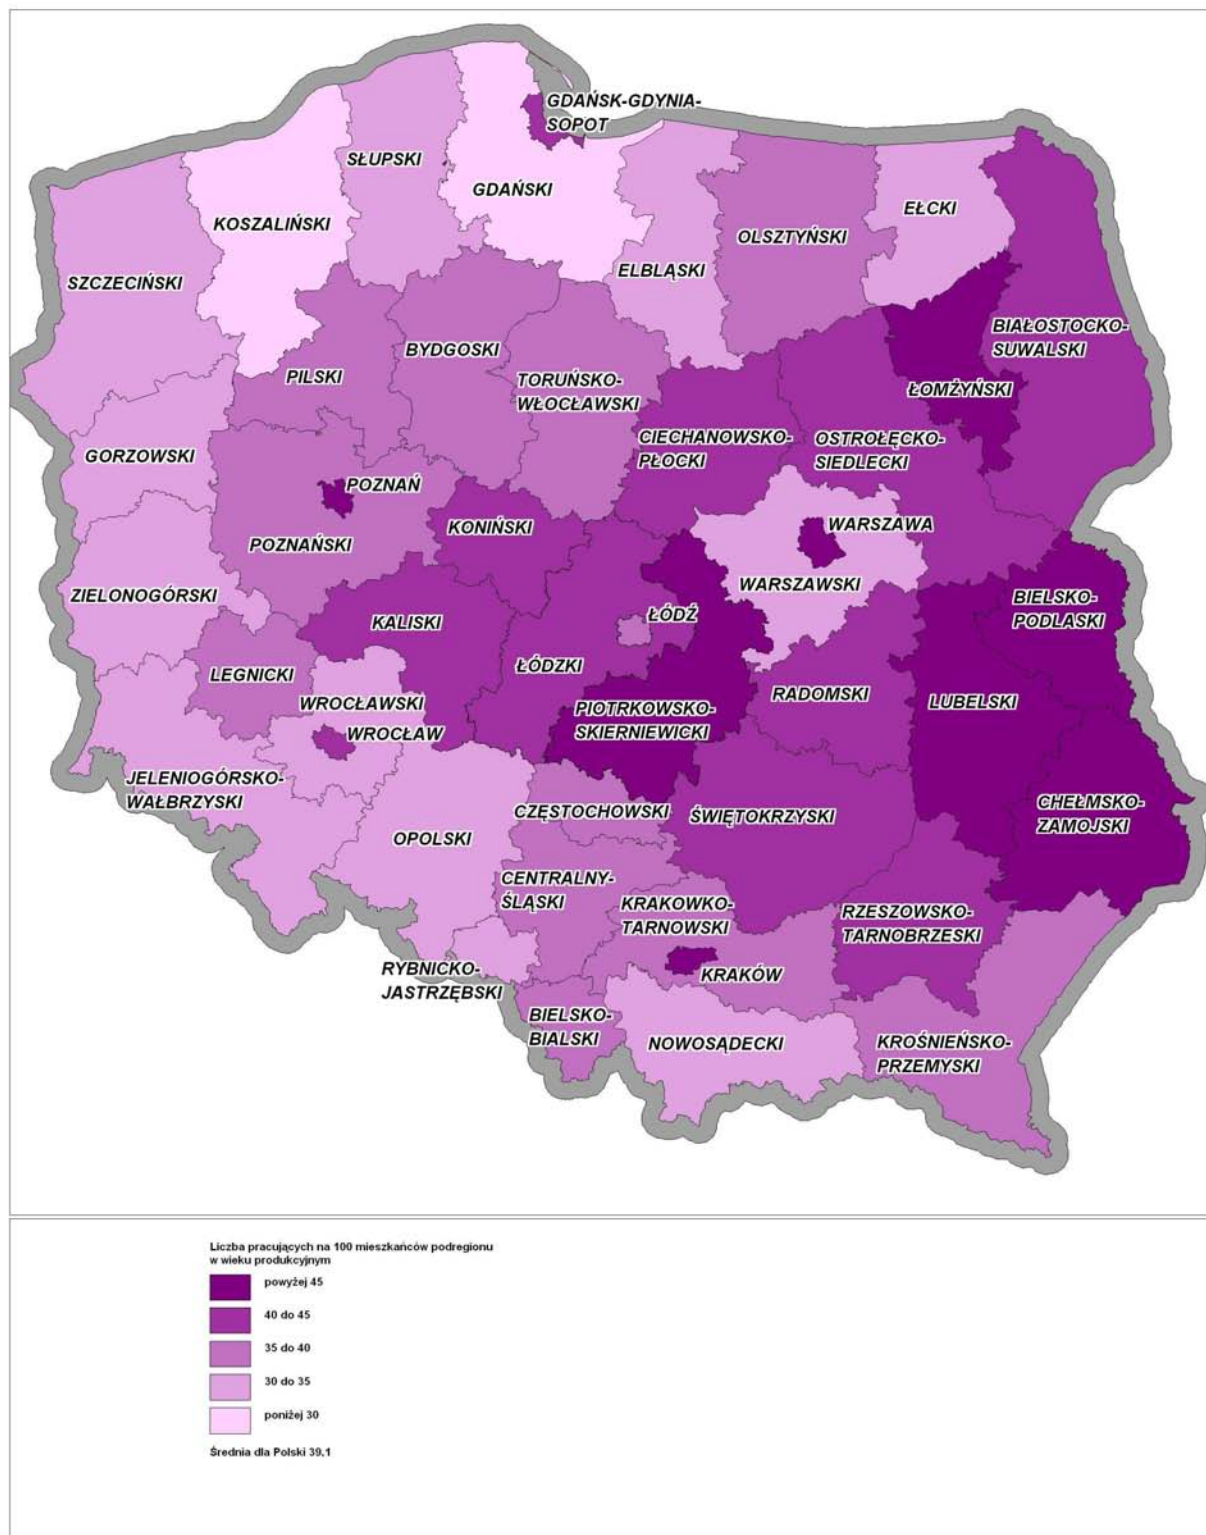 GDAŃSK-GDYNIA-
SOPOT
SŁUPSKI
GDAŃSKI
KOSZALIŃSKI
EŁCKI
OLSZTYŃSKI
SZCZECIŃSKI
ELBLĄSKI
BIAŁOSTOCKO-
SUWALSKI
BYDGOSKI
PILSKI
TORUŃSKO-
WŁOCŁAWSKI
ŁOMŻYŃSKI
CIECHANOWSKO-
PŁOCKI
OSTROŁĘCKO-
SIEDLECKI
GORZOWSKI
POZNAŃ
KONIŃSKI
WARSZAWA
POZNAŃSKI
WARSZAWSKI
ZIELONOGÓRSKI
BIELSKO-
PODLASKI
KALISKI
ŁÓDŹ
ŁÓDZKI
LEGNICKI
RADOMSKI
LUBELSKI
WROCŁAWSKI
PIOTRKOWSKO-
SKIERNIEWICKI
WROCŁAW
JELENIOGÓRSKO-
WAŁBRZYSKI
CHEŁMSKO-
ZAMOJSKI
CZĘSTOCHOWSKI
ŚWIĘTOKRZYSKI
OPOLSKI
CENTRALNY-
ŚLĄSKI
KRAKOWKO-
TARNOWSKI
RZESZOWSKO-
TARNOBRZESKI
RYBNICKO-
JASTRZĘBSKI
KRAKÓW
BIELSKO-
BIALSKI
NOWOSĄDECKI
KROŚNIEŃSKO-
PRZEMYSKI
Liczba pracujących na 100 mieszkańców podregionu
w wieku produkcyjnym
powyżej 45
40 do 45
35 do 40
30 do 35
poniżej 30
Średnia dla Polski 39,1